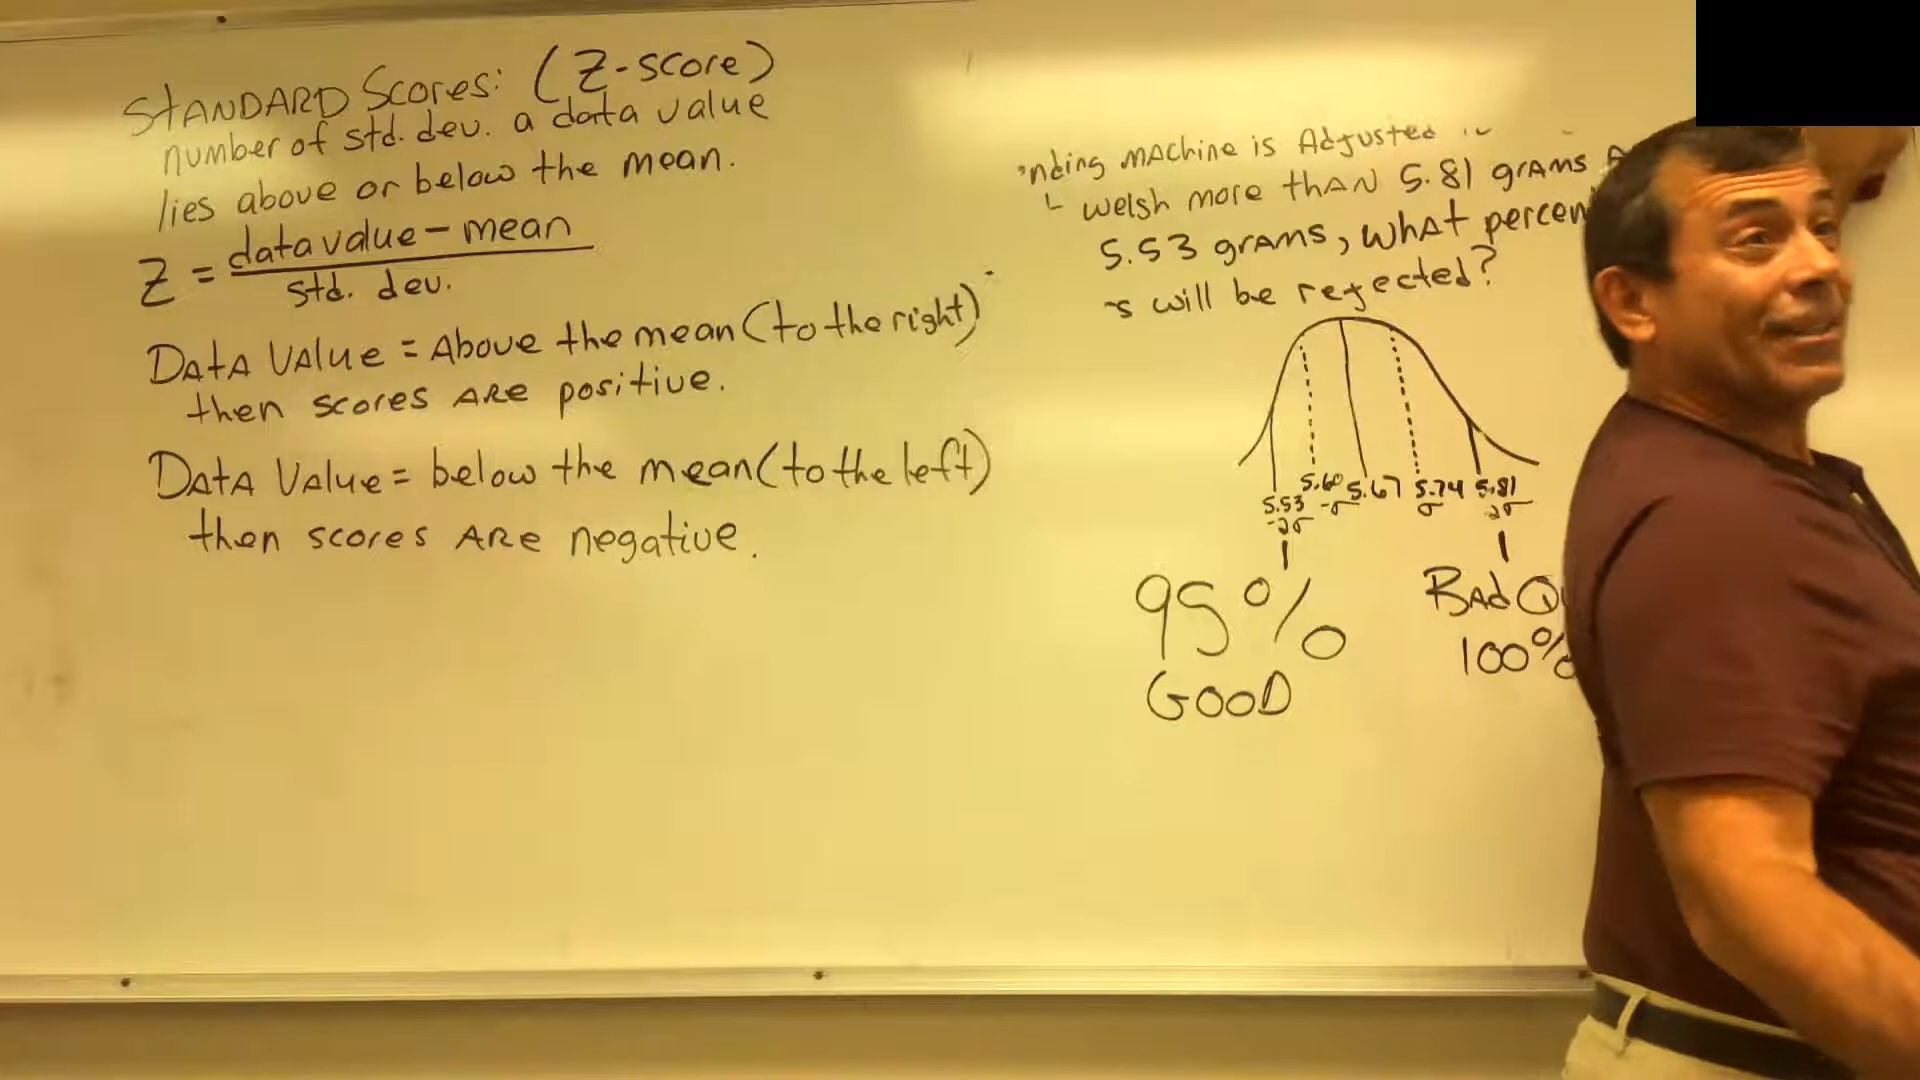 STANDARD Scores: (Z-score)
number of std. dev. a data value
lies above or below the mean.
Z = data value - mean
std. dev.
DATA VALUE = Above the mean (to the right)
then scores ARE positive.
DATA VALUE = below the mean (to the left)
then scores ARE negative.
nding MAchine is Adjusted
welsh more than 5.81 grams
5.53 grams, what percen
s will be rejected?
5.53 5.60 5.67 5.74 5.81
-2σ -σ σ 2σ
95% BAd Q
GOOD 100%